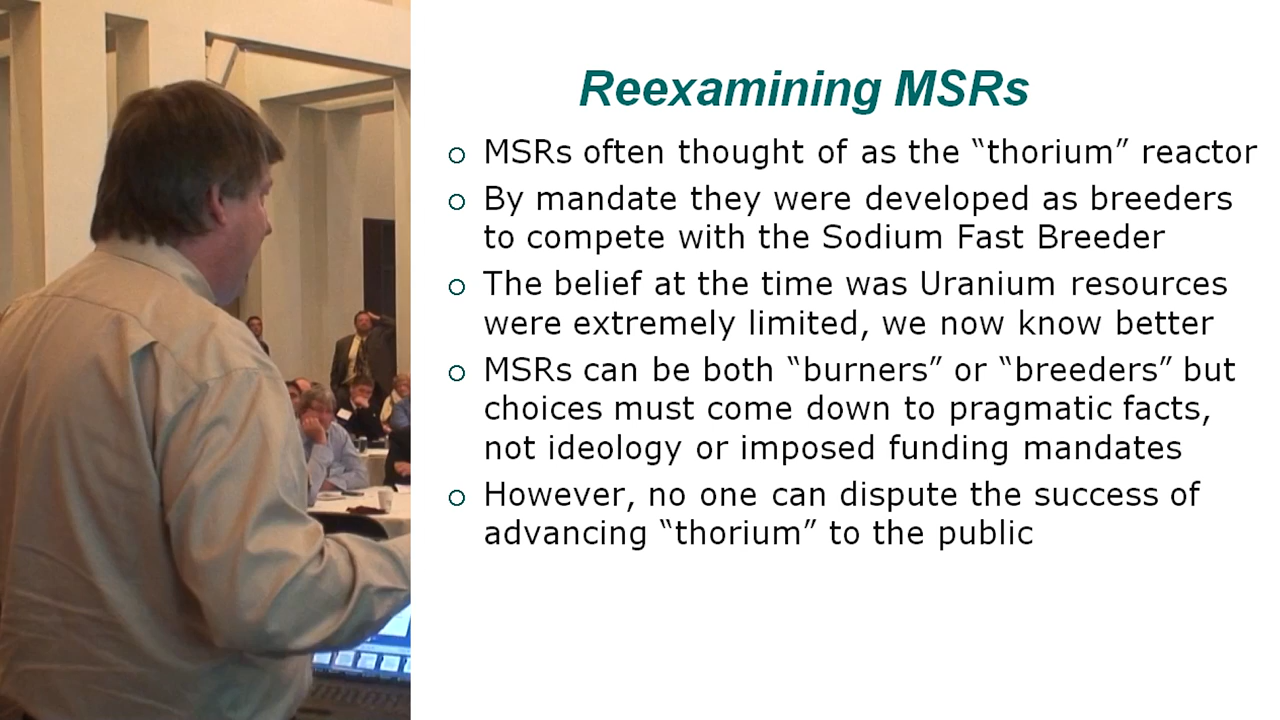 Reexamining MSRs
MSRs often thought of as the “thorium” reactor
By mandate they were developed as breeders
to compete with the Sodium Fast Breeder
The belief at the time was Uranium resources
were extremely limited, we now know better
MSRs can be both “burners” or “breeders” but
choices must come down to pragmatic facts,
not ideology or imposed funding mandates
However, no one can dispute the success of
advancing “thorium” to the public